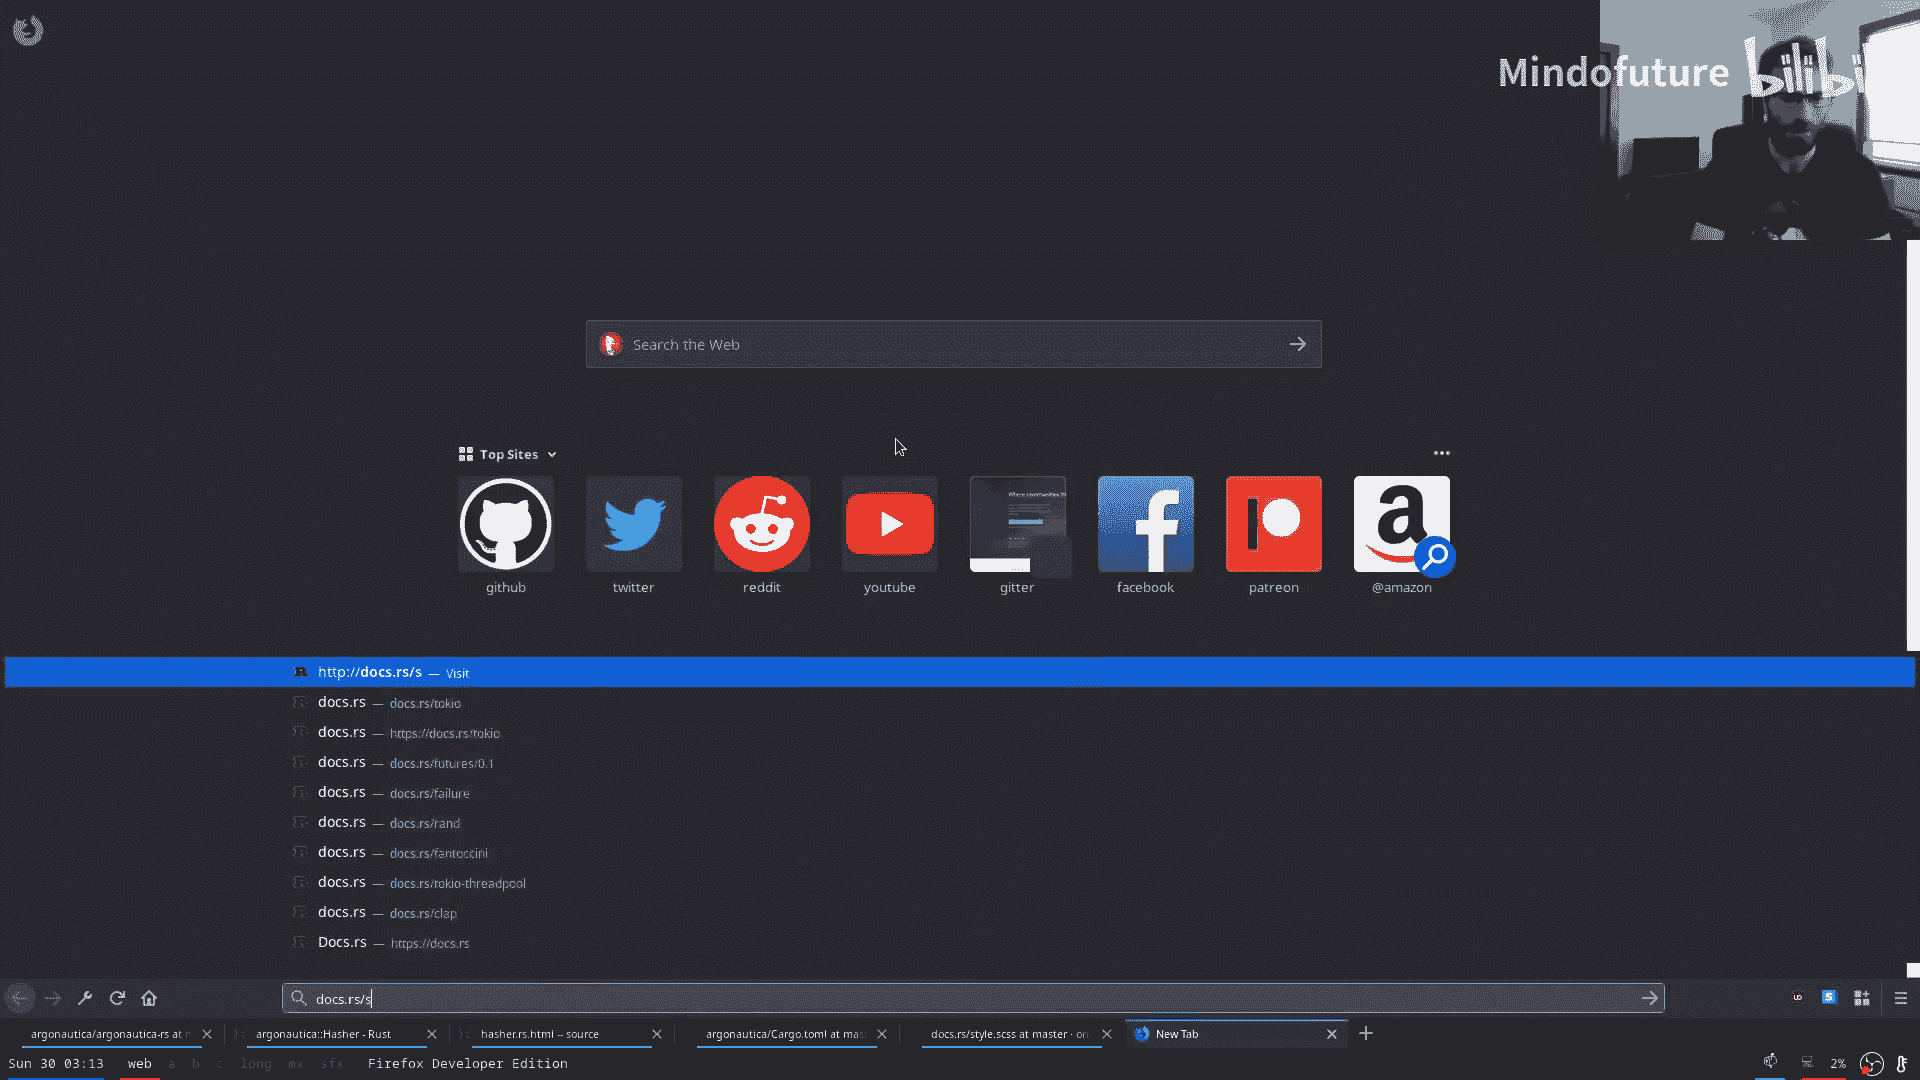 Mindofuture bilibili
Search the Web
Top Sites
github
twitter
reddit
youtube
gitter
facebook
patreon
@amazon
http://docs.rs/s — Visit
docs.rs — docs.rs/tokio
docs.rs — https://docs.rs/tokio
docs.rs — docs.rs/futures/0.1
docs.rs — docs.rs/failure
docs.rs — docs.rs/rand
docs.rs — docs.rs/fantoccini
docs.rs — docs.rs/tokio-threadpool
docs.rs — docs.rs/clap
Docs.rs — https://docs.rs
docs.rs/s
argonautica/argonautica-rs at
argonautica::Hasher - Rust
hasher.rs.html -- source
argonautica/Cargo.toml at mas
docs.rs/style.scss at master · on
New Tab
Sun 30 03:13 web a b c long mx sfx Firefox Developer Edition 2%